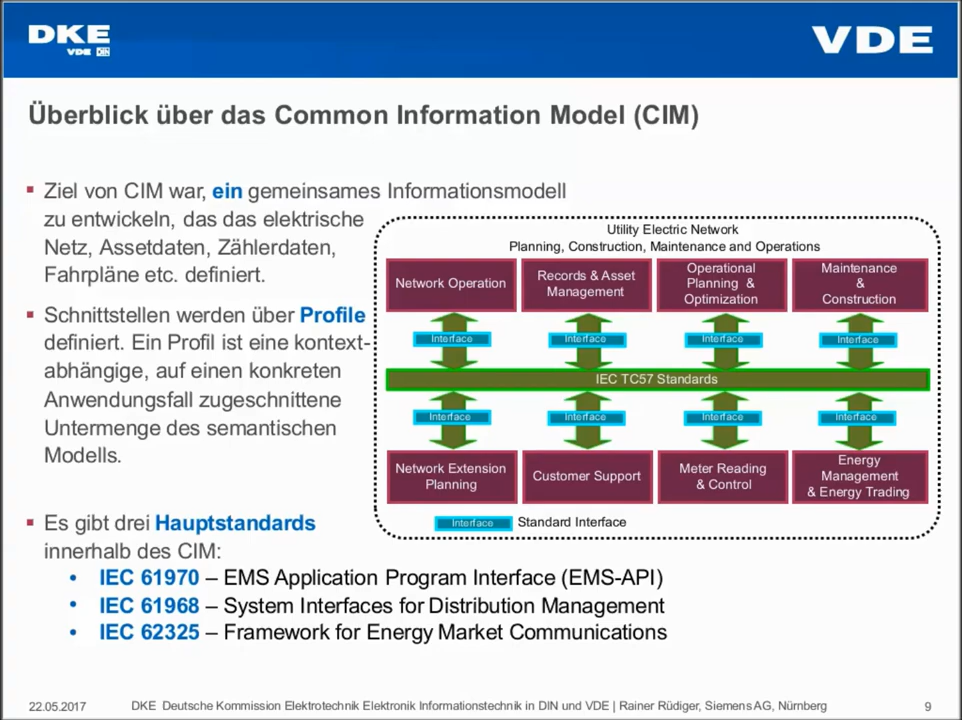 DKE
VDE DIN
VDE
Überblick über das Common Information Model (CIM)
Ziel von CIM war, ein gemeinsames Informationsmodell
zu entwickeln, das das elektrische
Netz, Assetdaten, Zählerdaten,
Fahrpläne etc. definiert.
Schnittstellen werden über Profile
definiert. Ein Profil ist eine kontext-
abhängige, auf einen konkreten
Anwendungsfall zugeschnittene
Untermenge des semantischen
Modells.
Utility Electric Network
Planning, Construction, Maintenance and Operations
Network Operation
Records & Asset
Management
Operational
Planning &
Optimization
Maintenance
&
Construction
Interface
Interface
Interface
Interface
IEC TC57 Standards
Interface
Interface
Interface
Interface
Network Extension
Planning
Customer Support
Meter Reading
& Control
Energy
Management
& Energy Trading
Interface
Standard Interface
Es gibt drei Hauptstandards
innerhalb des CIM:
• IEC 61970 – EMS Application Program Interface (EMS-API)
• IEC 61968 – System Interfaces for Distribution Management
• IEC 62325 – Framework for Energy Market Communications
22.05.2017
DKE Deutsche Kommission Elektrotechnik Elektronik Informationstechnik in DIN und VDE | Rainer Rüdiger, Siemens AG, Nürnberg
9